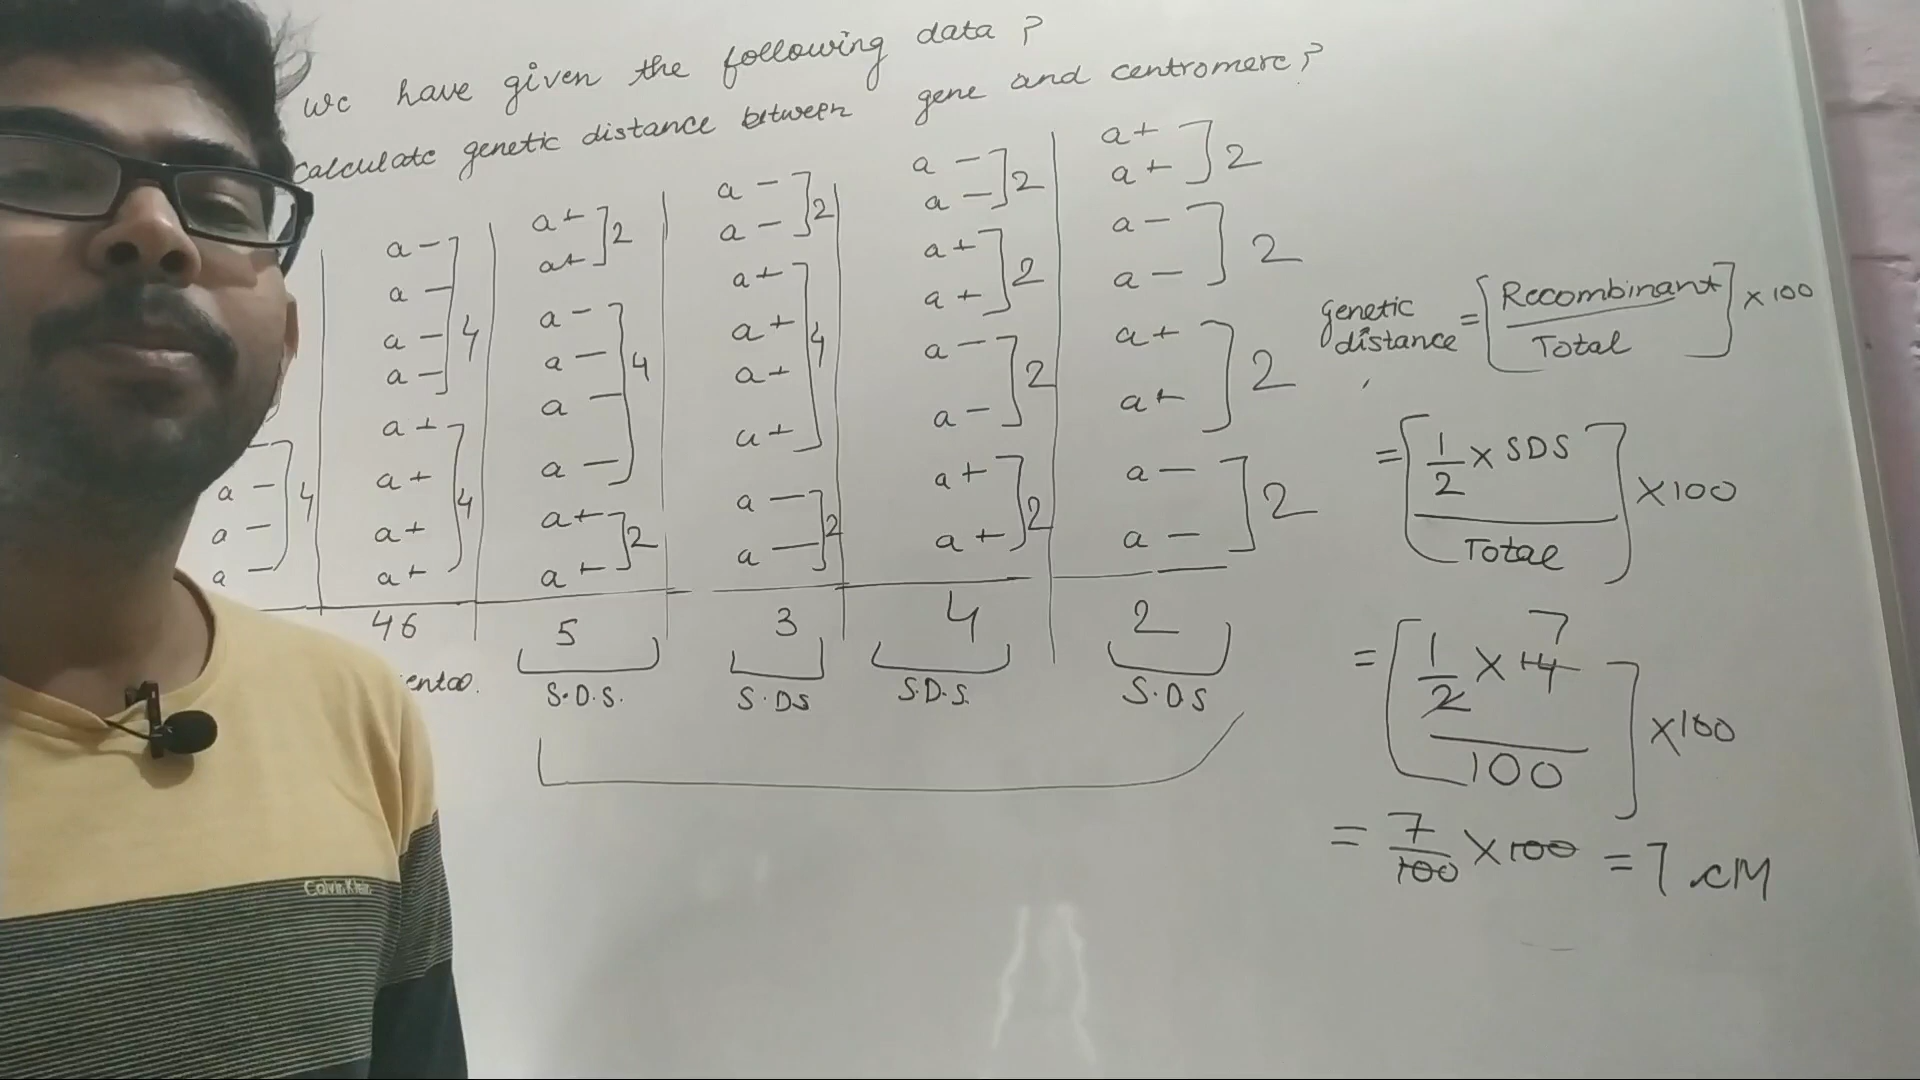 we have given the following data ?
calculate genetic distance between gene and centromere ?
a -
a -
a -
4
a -
a -
a -
a -
4
a +
a +
a +
a +
4
46
ental.
a +
a +
2
a -
a -
a -
a -
4
a +
a +
2
5
S.D.S.
a -
a -
2
a +
a +
a +
a +
4
a -
a -
2
3
S.DS
a -
a -
2
a +
a +
2
a -
a -
2
a +
a +
2
4
S.D.S.
a +
a +
2
a -
a -
2
a +
a +
2
a -
a -
2
2
S.D.S
genetic distance = [Recombinant / Total] × 100
= [1/2 × SDS / Total] × 100
7
= [1/2 × 14 / 100] × 100
= 7/100 × 100 = 7 cM
Calvin Klein